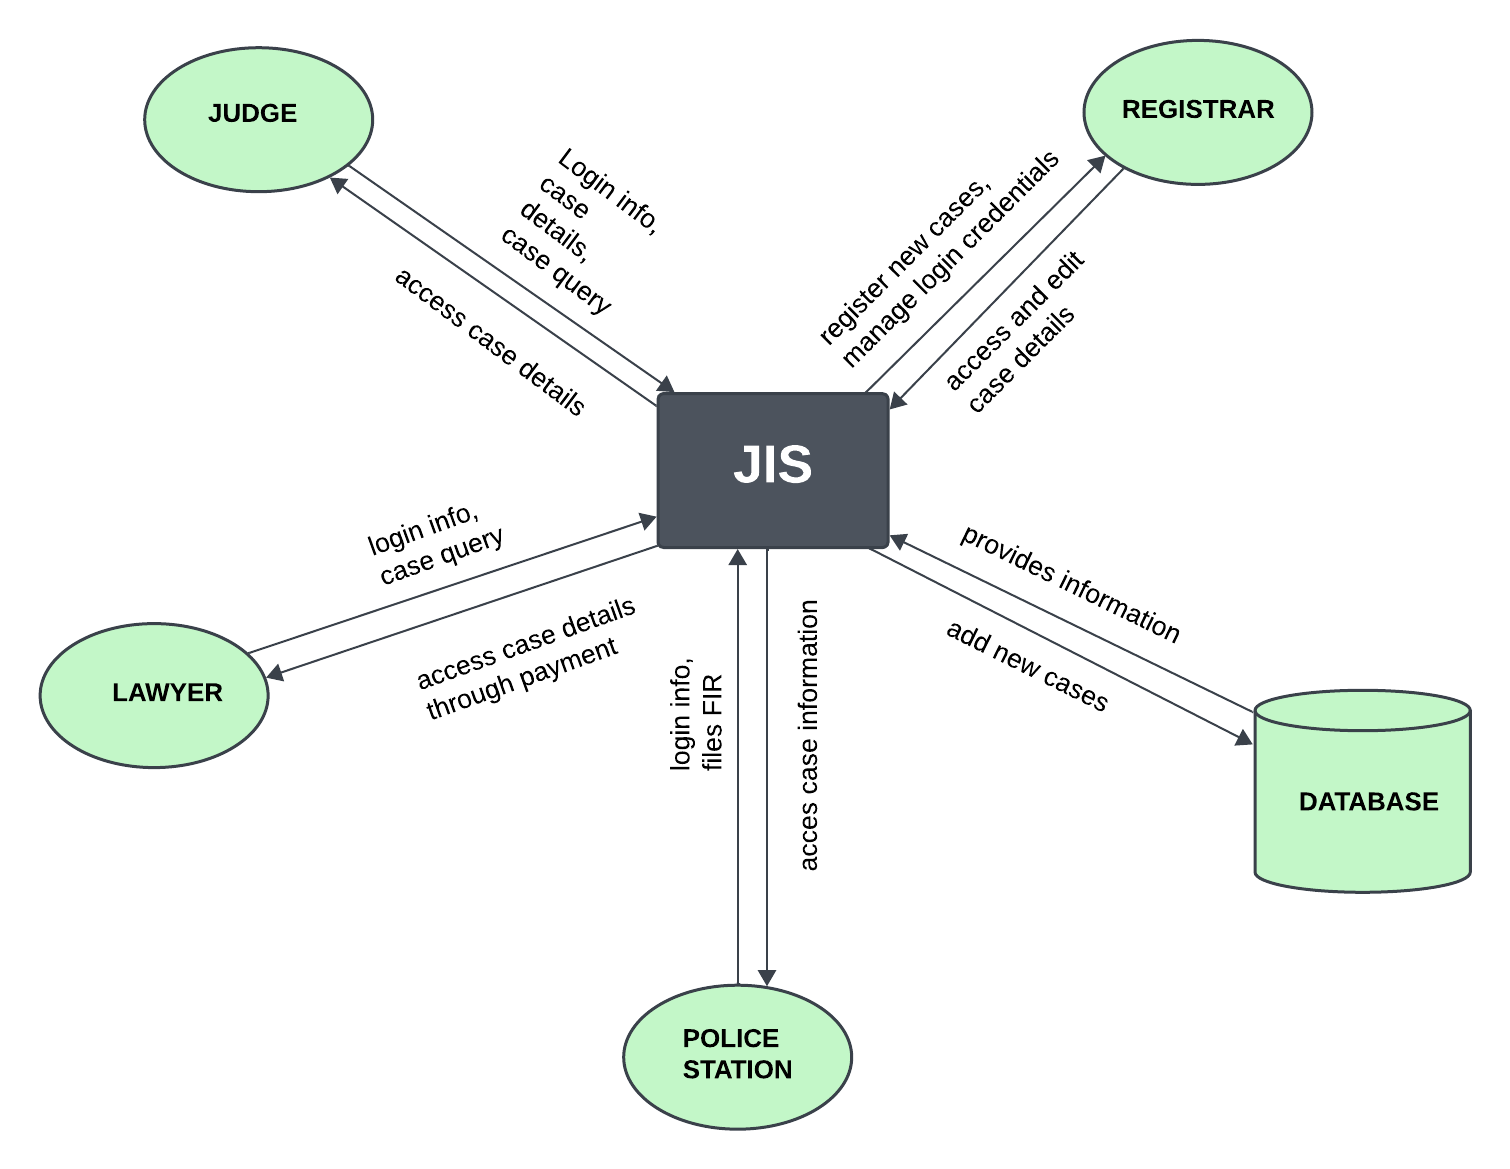 JUDGE
REGISTRAR
Login info,
case
details,
case query
access case details
register new cases,
manage login credentials
access and edit
case details
JIS
login info,
case query
access case details
through payment
provides information
add new cases
login info,
files FIR
acces case information
LAWYER
DATABASE
POLICE
STATION